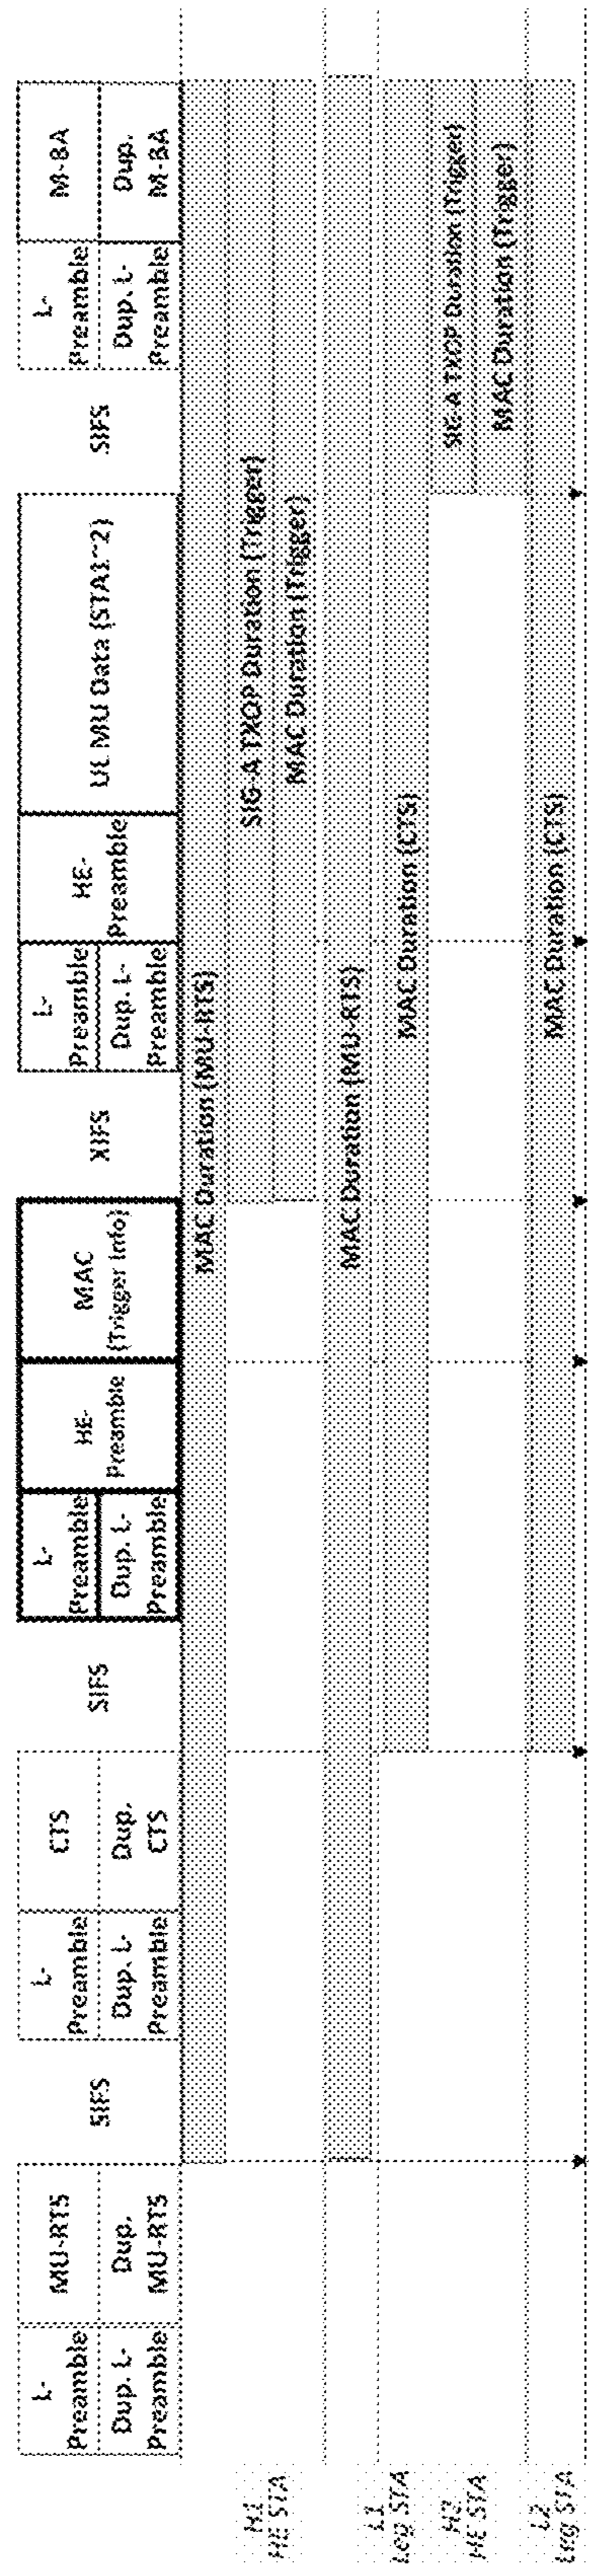 L-
Preamble
Dup. L-
Preamble
MU-RTS
Dup.
MU-RTS
SIFS
L-
Preamble
Dup. L-
Preamble
CTS
Dup.
CTS
SIFS
L-
Preamble
Dup. L-
Preamble
HE-
Preamble
MAC
(Trigger info)
XIFS
L-
Preamble
Dup. L-
Preamble
HE-
Preamble
UL MU Data (STA1~2)
SIFS
L-
Preamble
Dup. L-
Preamble
M-BA
Dup.
M-BA
H1
HE STA
MAC Duration (MU-RTS)
SIG-A TXOP Duration (Trigger)
MAC Duration (Trigger)
L1
Leg STA
MAC Duration (MU-RTS)
MAC Duration (CTS)
H2
HE STA
SIG-A TXOP Duration (Trigger)
MAC Duration (Trigger)
L2
Leg STA
MAC Duration (CTS)